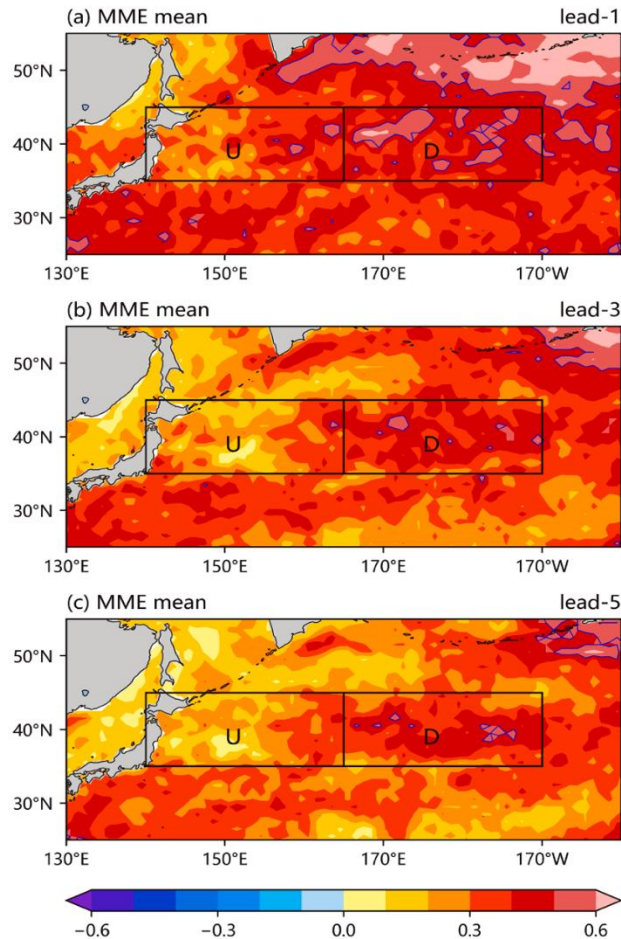 (a) MME mean lead-1
50°N
40°N
30°N
U D
130°E 150°E 170°E 170°W
(b) MME mean lead-3
50°N
40°N
30°N
U D
130°E 150°E 170°E 170°W
(c) MME mean lead-5
50°N
40°N
30°N
U D
130°E 150°E 170°E 170°W
−0.6 −0.3 0.0 0.3 0.6